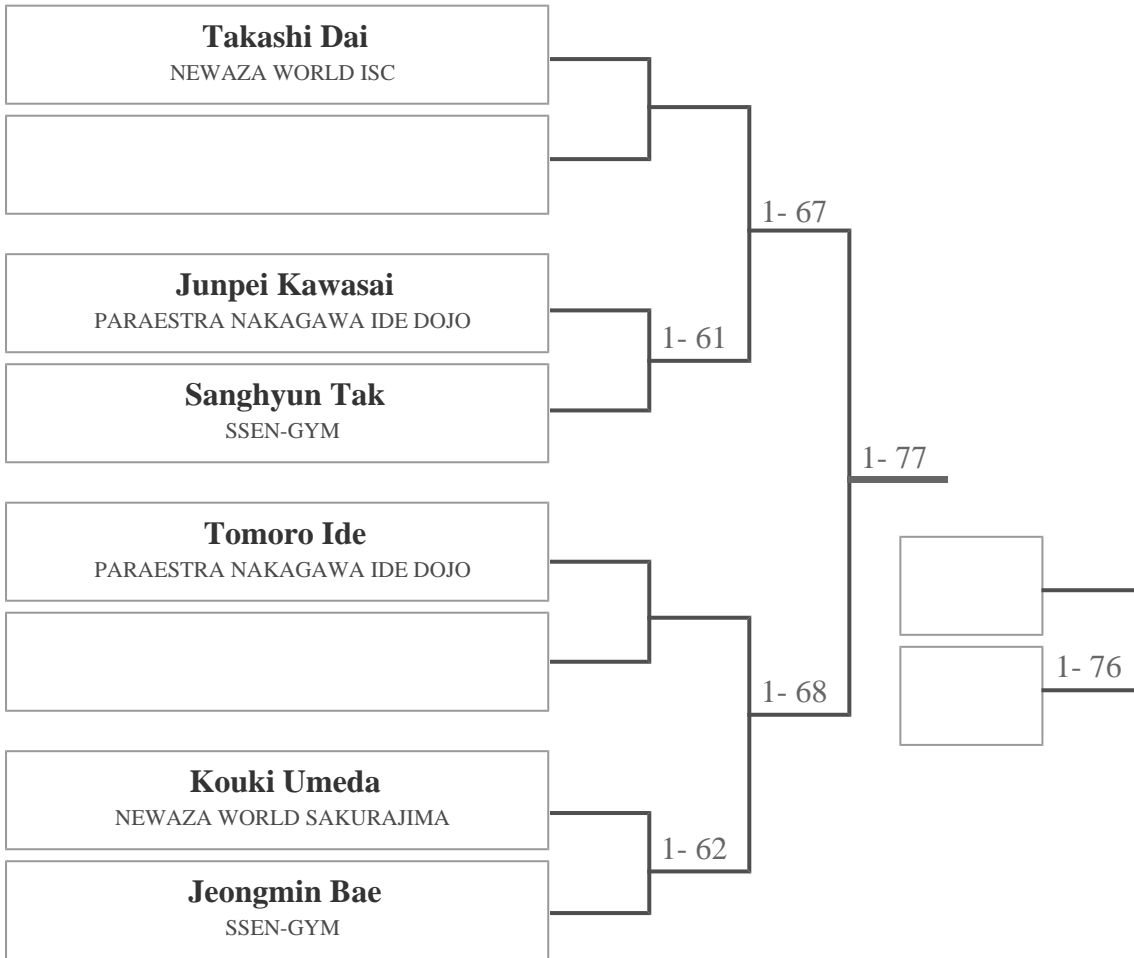 Takashi Dai
NEWAZA WORLD ISC
1- 67
Junpei Kawasai
PARAESTRA NAKAGAWA IDE DOJO
1- 61
Sanghyun Tak
SSEN-GYM
1- 77
Tomoro Ide
PARAESTRA NAKAGAWA IDE DOJO
1- 76
1- 68
Kouki Umeda
NEWAZA WORLD SAKURAJIMA
1- 62
Jeongmin Bae
SSEN-GYM